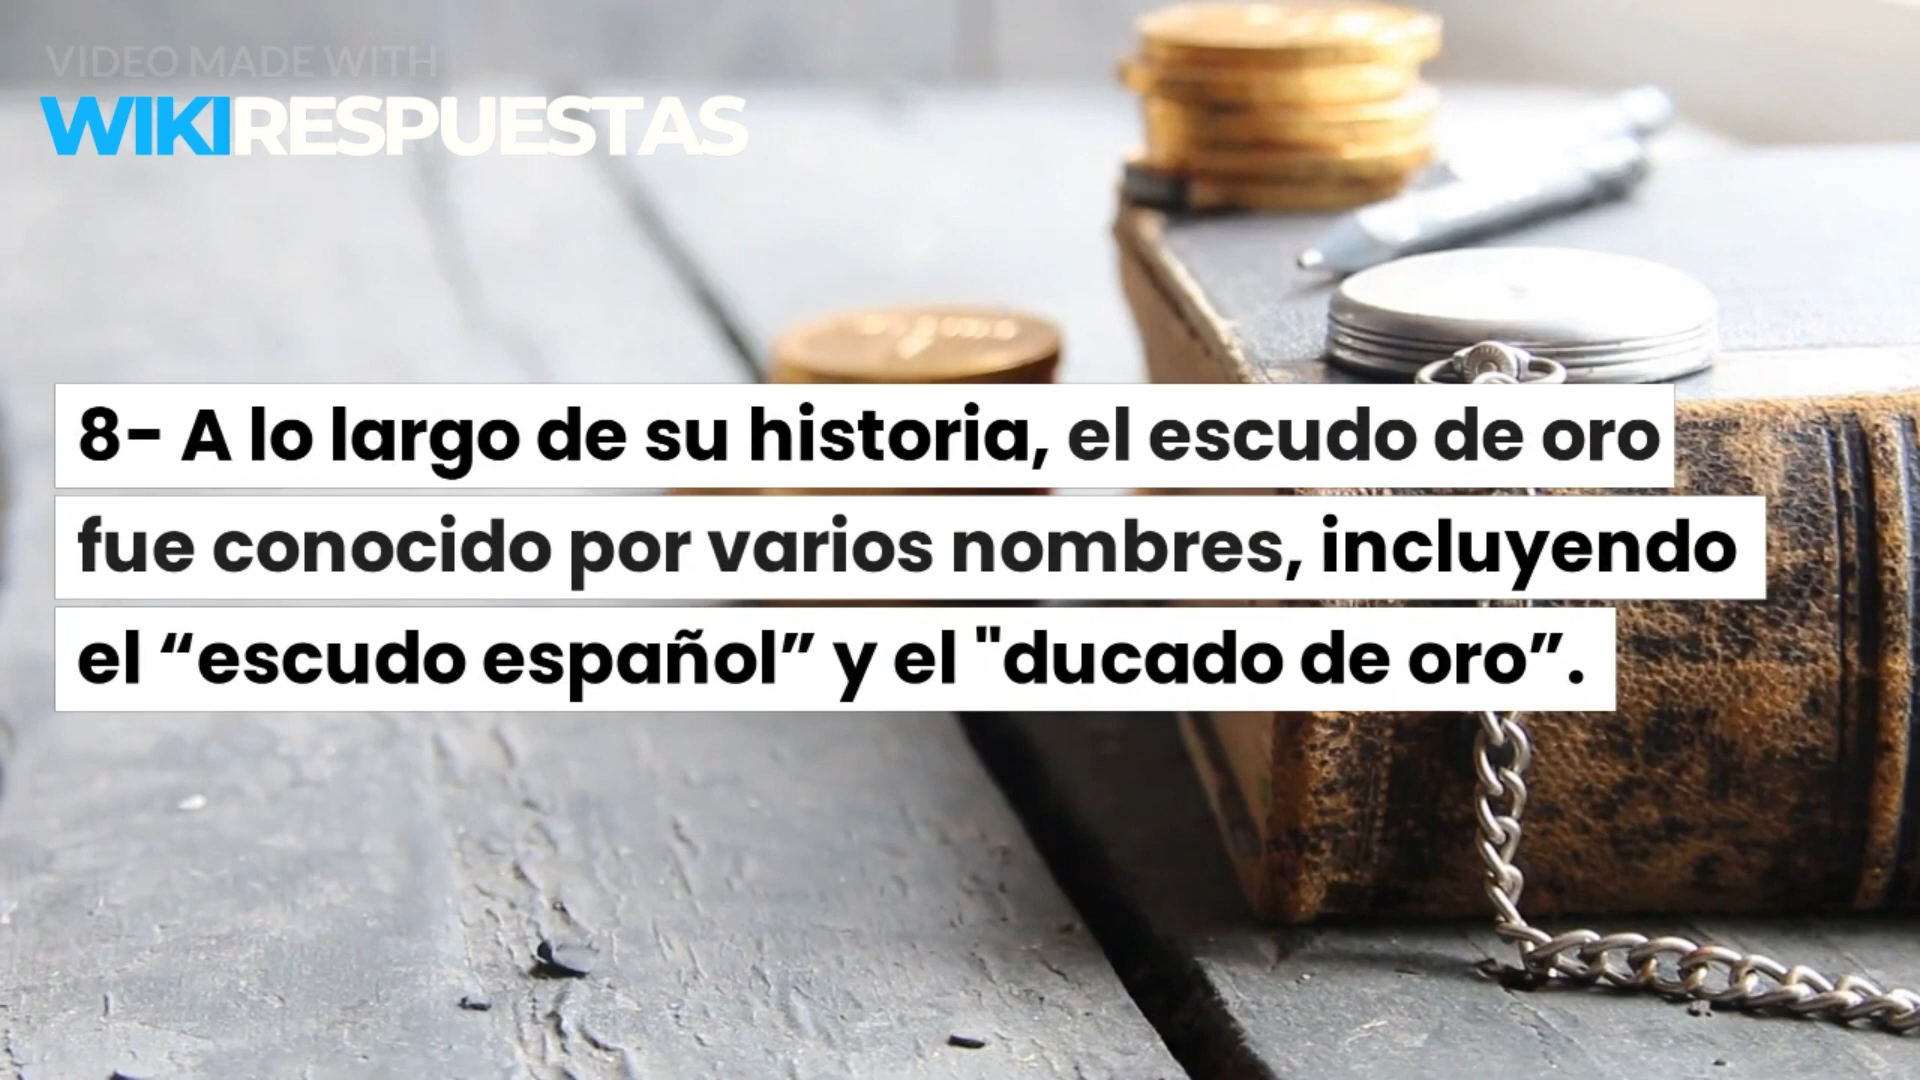 VIDEO MADE WITH
WIKIRESPUESTAS
8- A lo largo de su historia, el escudo de oro
fue conocido por varios nombres, incluyendo
el “escudo español” y el "ducado de oro”.